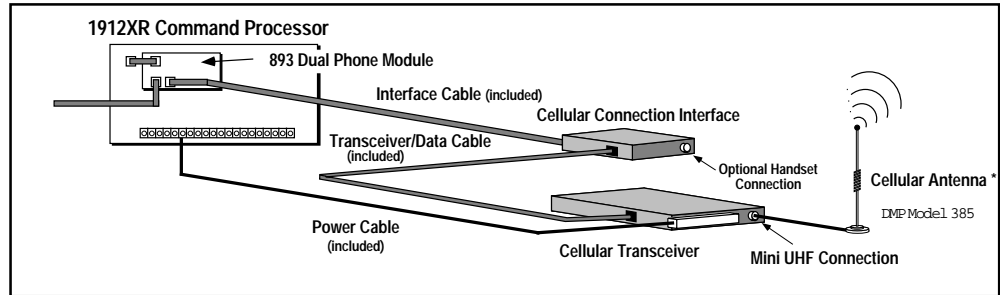 1912XR Command Processor
893 Dual Phone Module
Interface Cable (included)
Cellular Connection Interface
Transceiver/Data Cable
(included)
Optional Handset
Connection
Cellular Antenna *
DMP Model 385
Power Cable
(included)
Cellular Transceiver
Mini UHF Connection